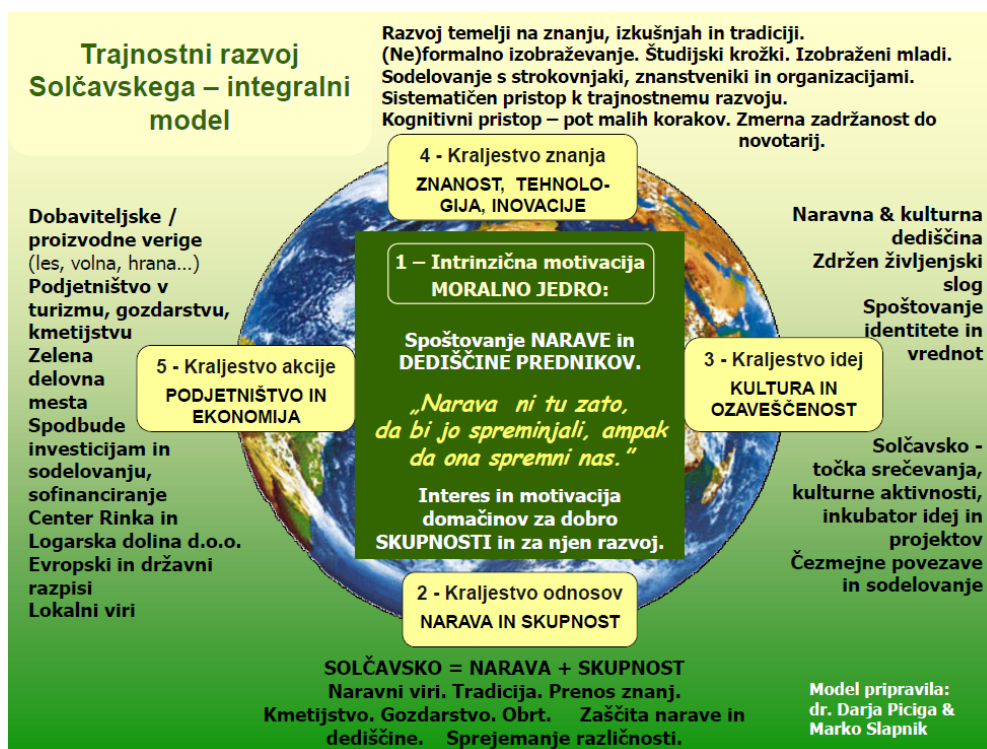 Trajnostni razvoj
Solčavskega – integralni
model
Razvoj temelji na znanju, izkušnjah in tradiciji.
(Ne)formalno izobraževanje. Študijski krožki. Izobraženi mladi.
Sodelovanje s strokovnjaki, znanstveniki in organizacijami.
Sistematičen pristop k trajnostnemu razvoju.
Kognitivni pristop – pot malih korakov. Zmerna zadržanost do
novotarij.
4 - Kraljestvo znanja
ZNANOST, TEHNOLO-
GIJA, INOVACIJE
Dobaviteljske /
proizvodne verige
(les, volna, hrana...)
Podjetništvo v
turizmu, gozdarstvu,
kmetijstvu
Zelena
delovna
mesta
Spodbude
investicijam in
sodelovanju,
sofinanciranje
Center Rinka in
Logarska dolina d.o.o.
Evropski in državni
razpisi
Lokalni viri
5 - Kraljestvo akcije
PODJETNIŠTVO IN
EKONOMIJA
1 – Intrinzična motivacija
MORALNO JEDRO:
Spoštovanje NARAVE in
DEDIŠČINE PREDNIKOV.
„Narava ni tu zato,
da bi jo spreminjali, ampak
da ona spremni nas.”
Interes in motivacija
domačinov za dobro
SKUPNOSTI in za njen razvoj.
Naravna & kulturna
dediščina
Zdržen življenjski
slog
Spoštovanje
identitete in
vrednot
3 - Kraljestvo idej
KULTURA IN
OZAVEŠČENOST
Solčavsko -
točka srečevanja,
kulturne aktivnosti,
inkubator idej in
projektov
Čezmejne povezave
in sodelovanje
2 - Kraljestvo odnosov
NARAVA IN SKUPNOST
SOLČAVSKO = NARAVA + SKUPNOST
Naravni viri. Tradicija. Prenos znanj.
Kmetijstvo. Gozdarstvo. Obrt. Zaščita narave in
dediščine. Sprejemanje različnosti.
Model pripravila:
dr. Darja Piciga &
Marko Slapnik